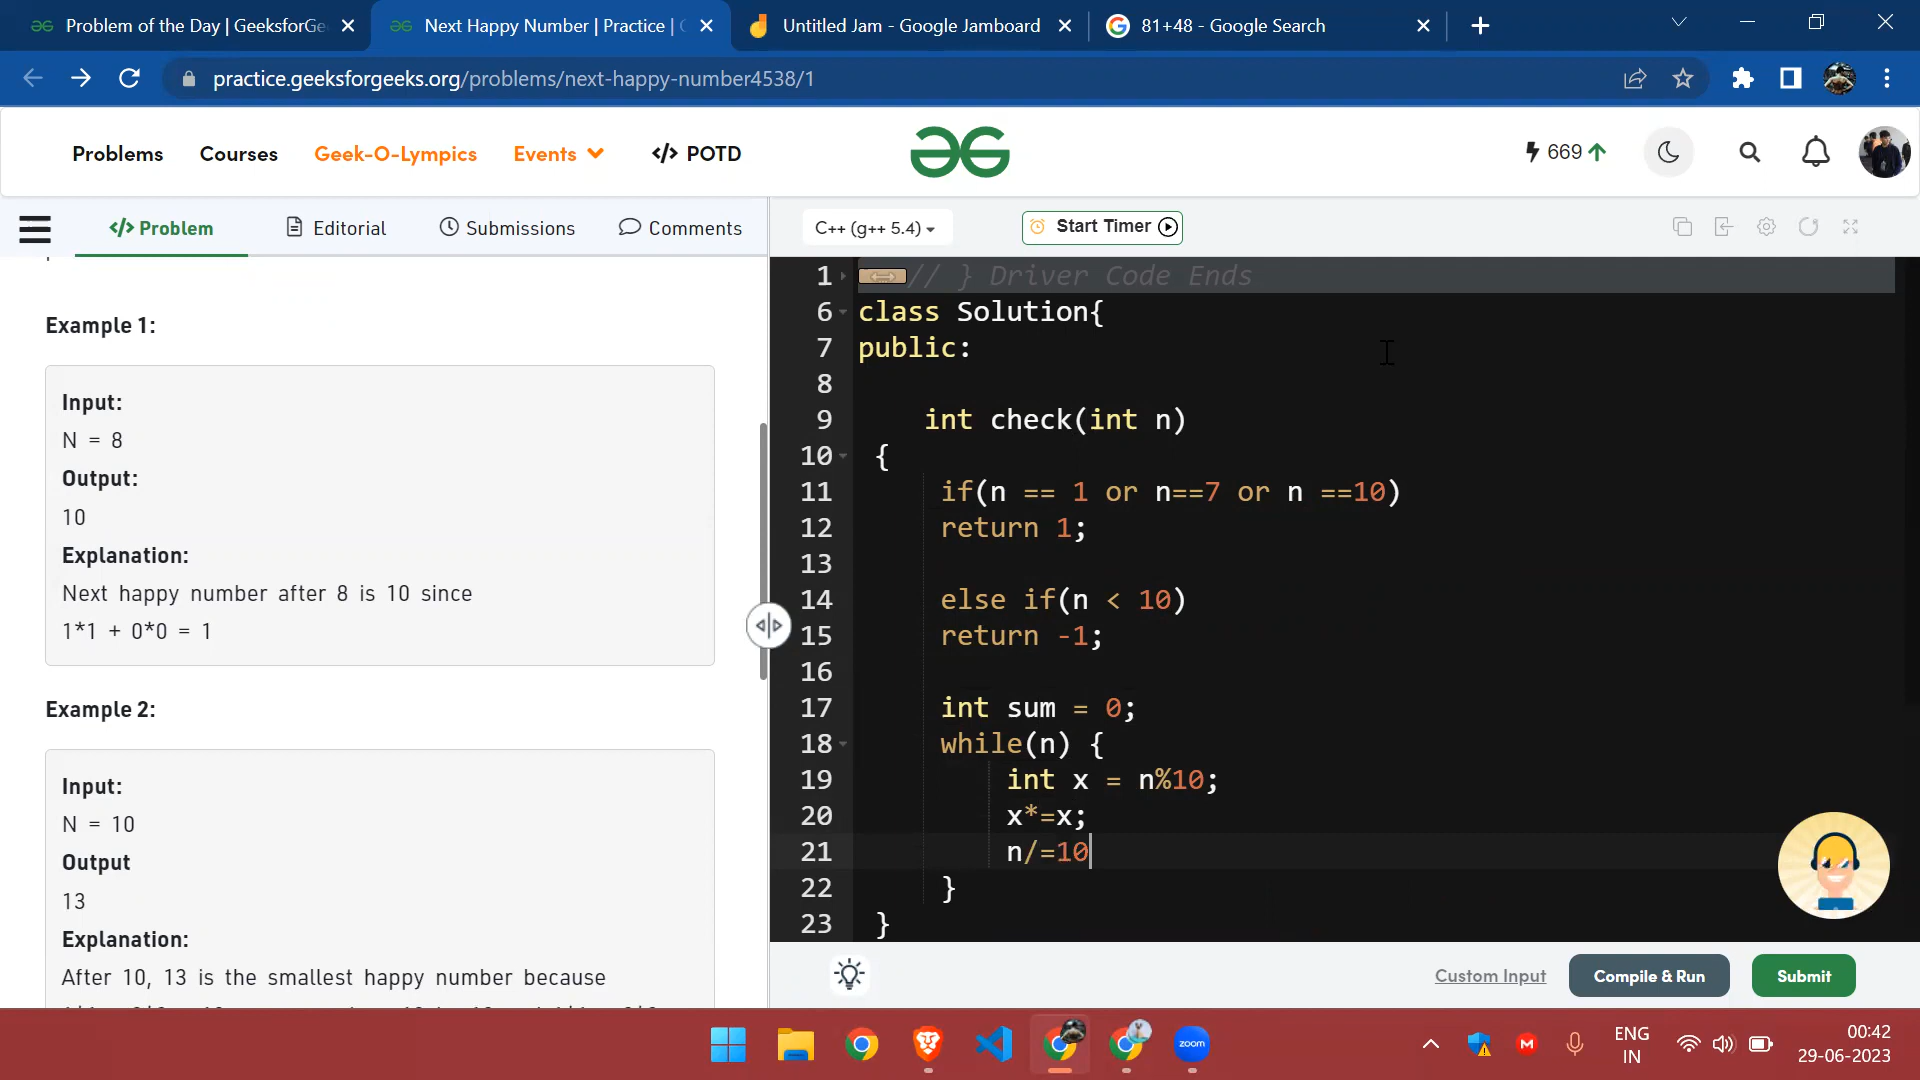 Problem of the Day | GeeksforGe
Next Happy Number | Practice |
Untitled Jam - Google Jamboard
81+48 - Google Search
practice.geeksforgeeks.org/problems/next-happy-number4538/1
Problems
Courses
Geek-O-Lympics
Events
</> POTD
669
</> Problem
Editorial
Submissions
Comments
C++ (g++ 5.4)
Start Timer
Example 1:
Input:
N = 8
Output:
10
Explanation:
Next happy number after 8 is 10 since
1*1 + 0*0 = 1
Example 2:
Input:
N = 10
Output
13
Explanation:
After 10, 13 is the smallest happy number because
1 // } Driver Code Ends
6 class Solution{
7 public:
8
9 int check(int n)
10 {
11 if(n == 1 or n==7 or n ==10)
12 return 1;
13
14 else if(n < 10)
15 return -1;
16
17 int sum = 0;
18 while(n) {
19 int x = n%10;
20 x*=x;
21 n/=10
22 }
23 }
Custom Input
Compile & Run
Submit
zoom
M
ENG
IN
00:42
29-06-2023